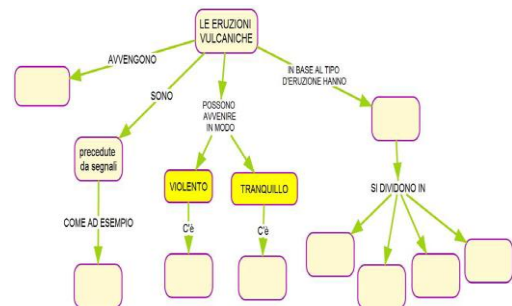 LE ERUZIONI
VULCANICHE
AVVENGONO
SONO
POSSONO
AVVENIRE
IN MODO
IN BASE AL TIPO
D'ERUZIONE HANNO
precedute
da segnali
VIOLENTO
TRANQUILLO
SI DIVIDONO IN
COME AD ESEMPIO
C'è
C'è